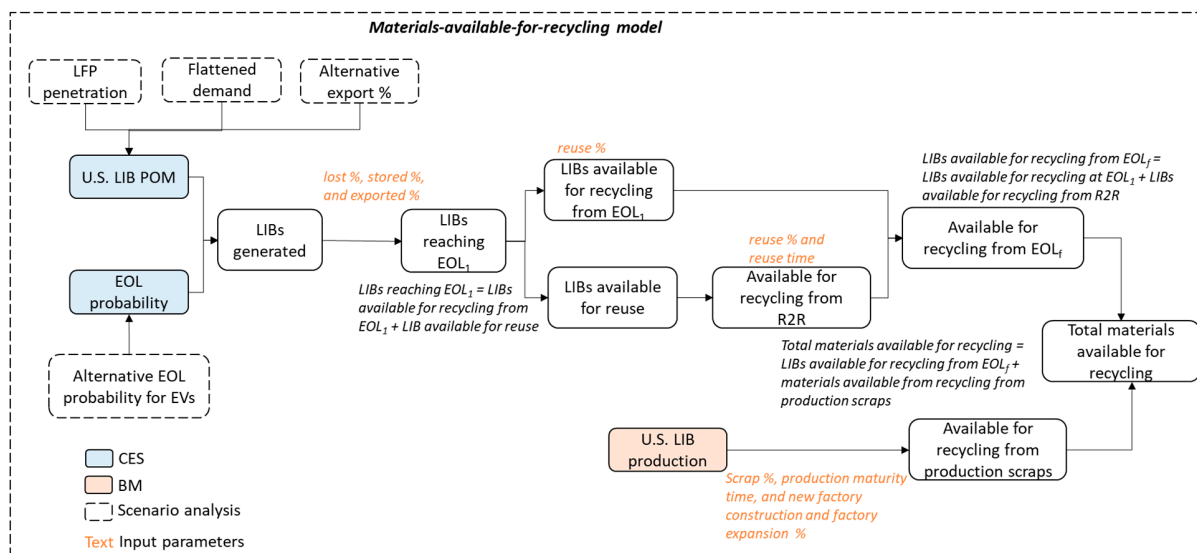 Materials-available-for-recycling model
LFP
penetration
Flattened
demand
Alternative
export %
U.S. LIB POM
EOL
probability
Alternative EOL
probability for EVs
LIBs
generated
lost %, stored %,
and exported %
LIBs
reaching
EOL1
LIBs reaching EOL1 = LIBs
available for recycling from
EOL1 + LIB available for reuse
reuse %
LIBs available
for recycling
from EOL1
LIBs available
for reuse
reuse % and
reuse time
Available for
recycling from
R2R
LIBs available for recycling from EOLf =
LIBs available for recycling at EOL1 + LIBs
available for recycling from R2R
Available for
recycling from EOLf
Total materials available for recycling =
LIBs available for recycling from EOLf +
materials available from recycling from
production scraps
Total materials
available for
recycling
U.S. LIB
production
Scrap %, production maturity
time, and new factory
construction and factory
expansion %
Available for
recycling from
production scraps
CES
BM
Scenario analysis
Text Input parameters